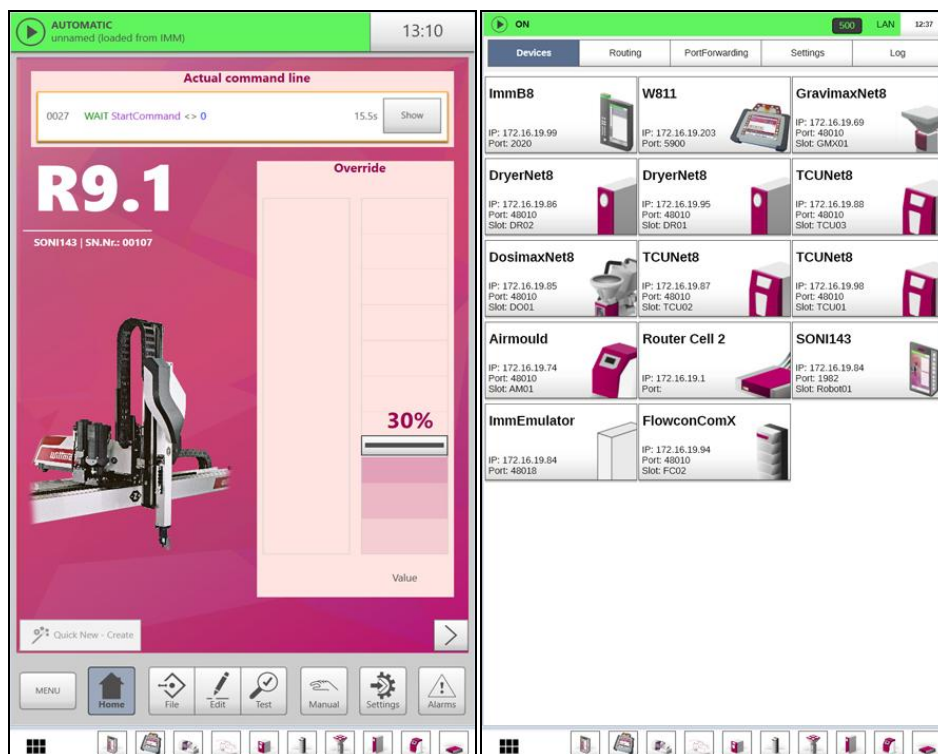 AUTOMATIC
unnamed (loaded from IMM)
13:10
Actual command line
0027 WAIT StartCommand <> 0 15.5s Show
Override
R9.1
SONI143 | SN.Nr.: 00107
30%
Value
Quick New - Create
MENU
Home
File
Edit
Test
Manual
Settings
Alarms
ON
500
LAN
12:37
Devices
Routing
PortForwarding
Settings
Log
ImmB8
IP: 172.16.19.99
Port: 2020
W811
IP: 172.16.19.203
Port: 5900
GravimaxNet8
IP: 172.16.19.69
Port: 48010
Slot: GMX01
DryerNet8
IP: 172.16.19.86
Port: 48010
Slot: DR02
DryerNet8
IP: 172.16.19.95
Port: 48010
Slot: DR01
TCUNet8
IP: 172.16.19.88
Port: 48010
Slot: TCU03
DosimaxNet8
IP: 172.16.19.85
Port: 48010
Slot: DO01
TCUNet8
IP: 172.16.19.87
Port: 48010
Slot: TCU02
TCUNet8
IP: 172.16.19.98
Port: 48010
Slot: TCU01
Airmould
IP: 172.16.19.74
Port: 48010
Slot: AM01
Router Cell 2
IP: 172.16.19.1
Port:
SONI143
IP: 172.16.19.84
Port: 1982
Slot: Robot01
ImmEmulator
IP: 172.16.19.84
Port: 48018
FlowconComX
IP: 172.16.19.94
Port: 48010
Slot: FC02